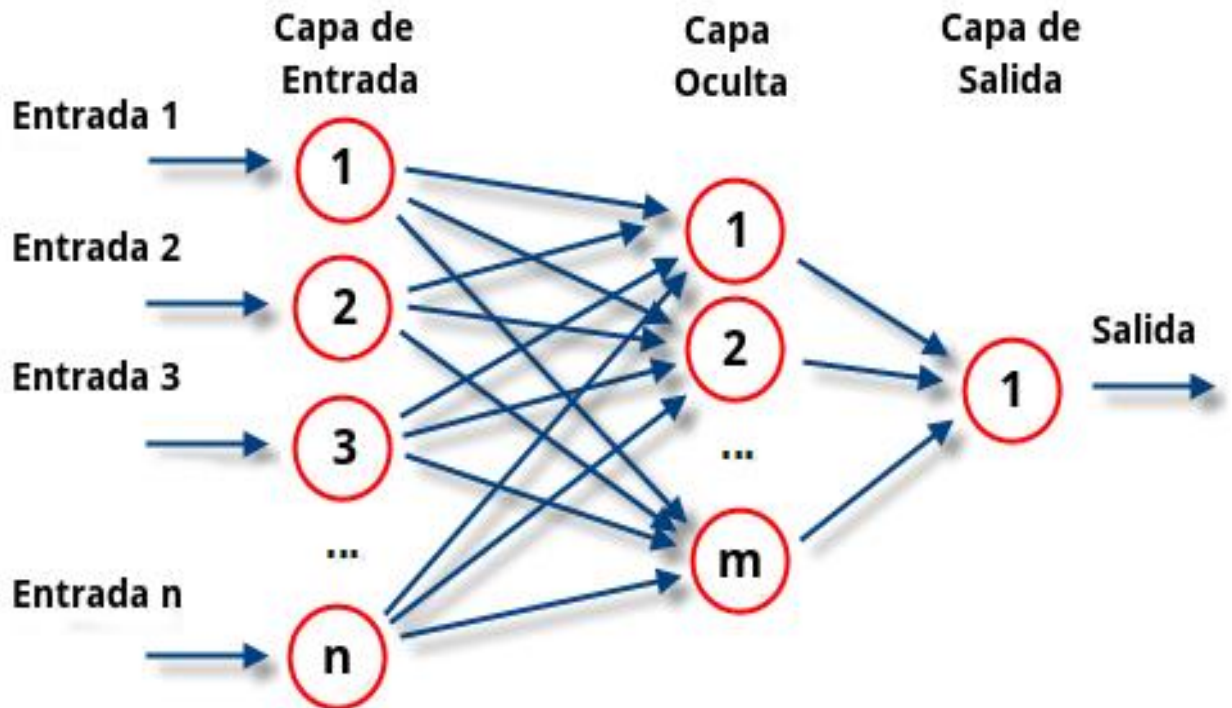 Capa de
Entrada
Capa
Oculta
Capa de
Salida
Entrada 1
1
Entrada 2
2
Entrada 3
3
...
Entrada n
n
1
2
...
m
1
Salida